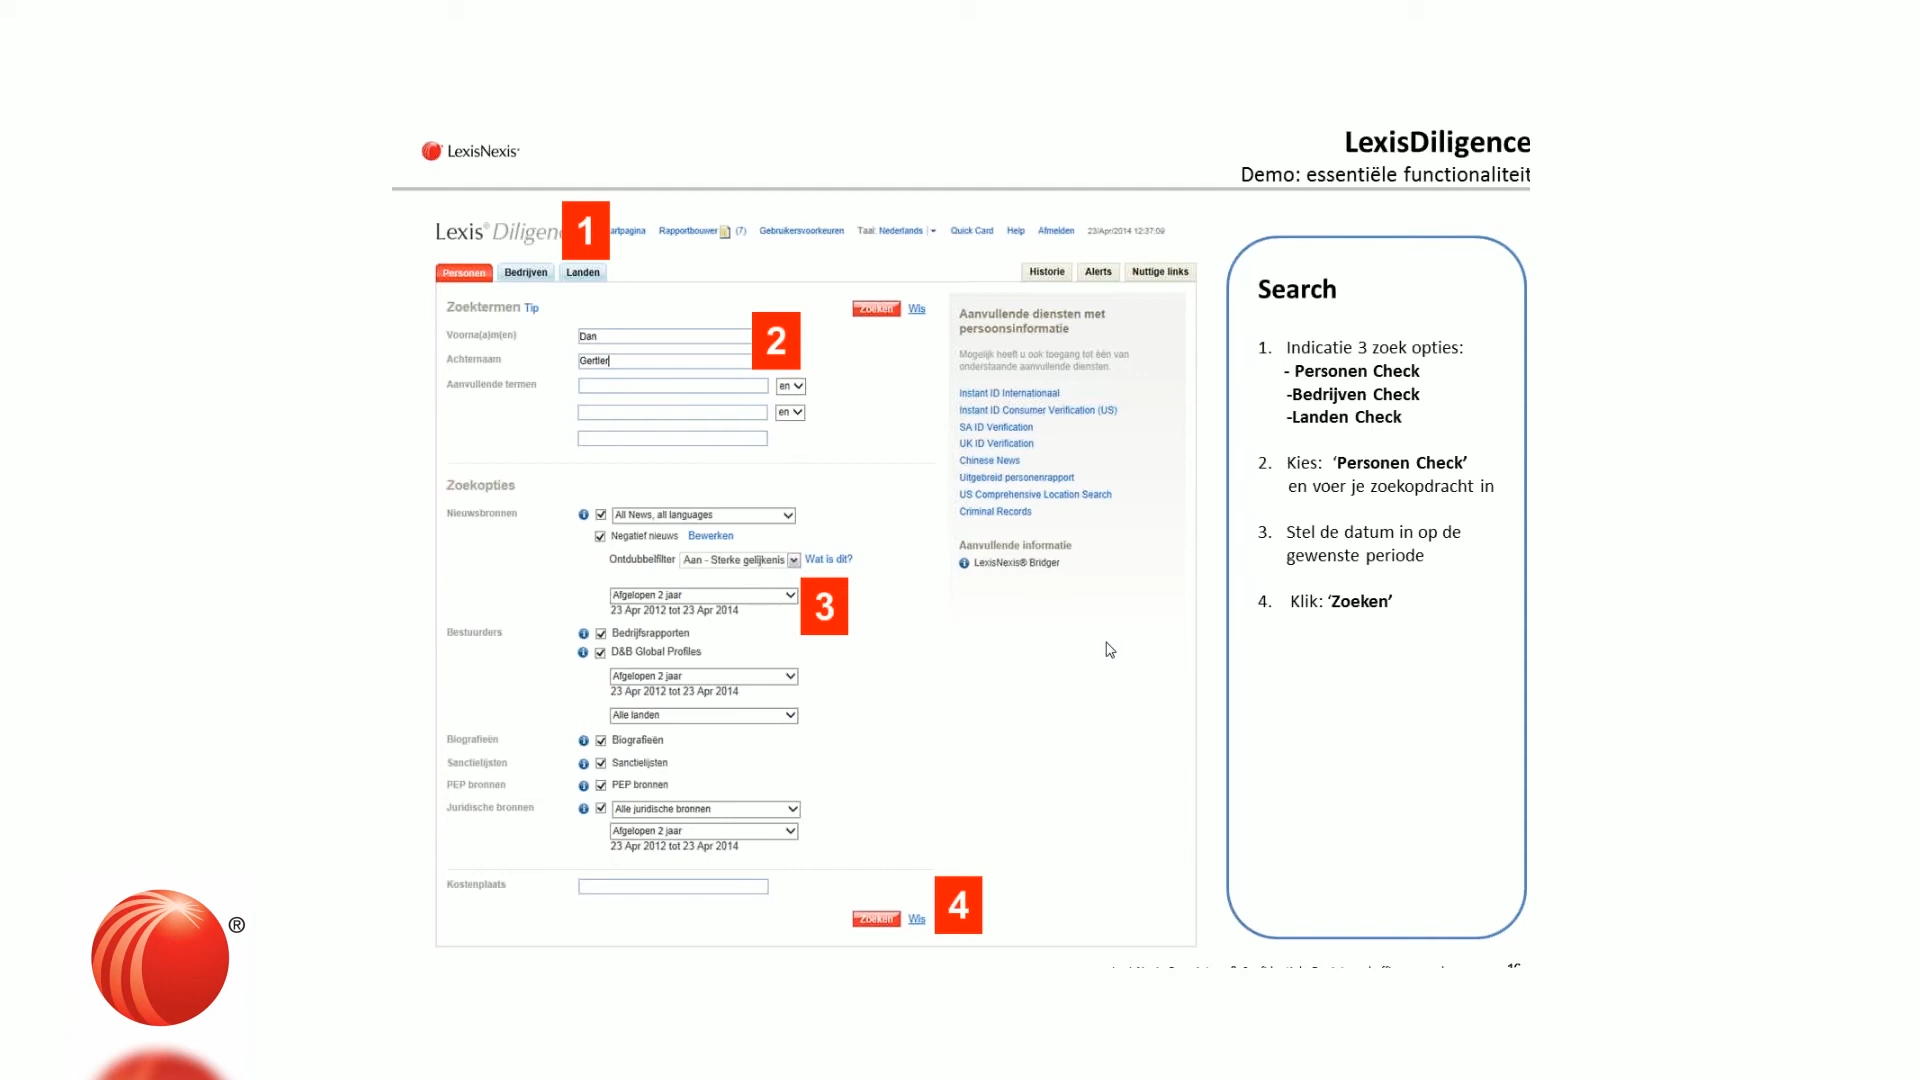 LexisNexis
LexisDiligence
Demo: essentiële functionaliteit
Lexis® Diligen
1
artpagina Rapportbouwer (7) Gebruikersvoorkeuren Taal: Nederlands Quick Card Help Afmelden 23/Apr/2014 12:37:09
Personen Bedrijven Landen
Historie Alerts Nuttige links
Zoektermen Tip
Zoeken Wis
Voorna(a)m(en) Dan
2
Achternaam Gertler
Aanvullende termen en
en
Zoekopties
Nieuwsbronnen All News, all languages
Negatief nieuws Bewerken
Ontdubbelfilter Aan - Sterke gelijkenis Wat is dit?
Afgelopen 2 jaar
23 Apr 2012 tot 23 Apr 2014
3
Bestuurders Bedrijfsrapporten
D&B Global Profiles
Afgelopen 2 jaar
23 Apr 2012 tot 23 Apr 2014
Alle landen
Biografieën Biografieën
Sanctielijsten Sanctielijsten
PEP bronnen PEP bronnen
Juridische bronnen Alle juridische bronnen
Afgelopen 2 jaar
23 Apr 2012 tot 23 Apr 2014
Kostenplaats
Zoeken Wis
4
Aanvullende diensten met
persoonsinformatie
Mogelijk heeft u ook toegang tot één van
onderstaande aanvullende diensten.
Instant ID Internationaal
Instant ID Consumer Verification (US)
SA ID Verification
UK ID Verification
Chinese News
Uitgebreid personenrapport
US Comprehensive Location Search
Criminal Records
Aanvullende informatie
LexisNexis® Bridger
Search
1. Indicatie 3 zoek opties:
- Personen Check
-Bedrijven Check
-Landen Check
2. Kies: ‘Personen Check’
en voer je zoekopdracht in
3. Stel de datum in op de
gewenste periode
4. Klik: ‘Zoeken’
®